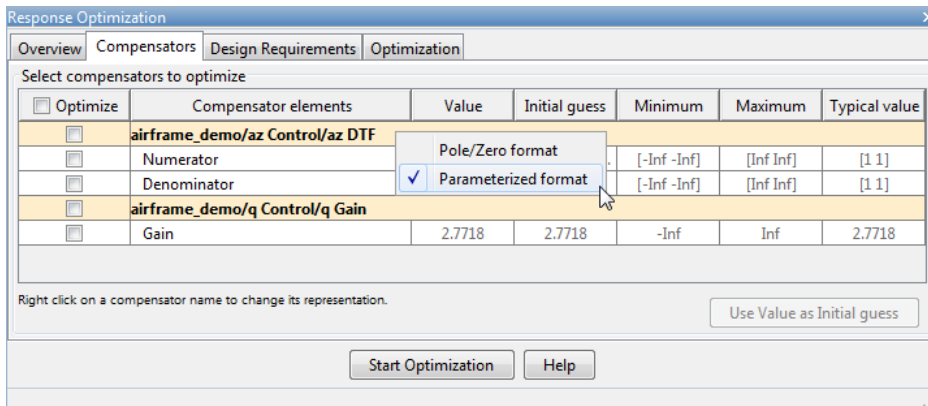 Response Optimization
Overview Compensators Design Requirements Optimization
Select compensators to optimize
Optimize Compensator elements Value Initial guess Minimum Maximum Typical value
airframe_demo/az Control/az DTF
Pole/Zero format
Numerator [-Inf -Inf] [Inf Inf] [1 1]
✓ Parameterized format
Denominator [-Inf -Inf] [Inf Inf] [1 1]
airframe_demo/q Control/q Gain
Gain 2.7718 2.7718 -Inf Inf 2.7718
Right click on a compensator name to change its representation.
Use Value as Initial guess
Start Optimization Help